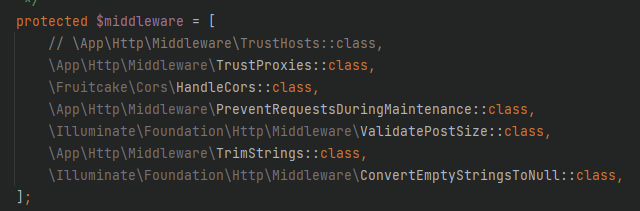 */
protected $middleware = [
// \App\Http\Middleware\TrustHosts::class,
\App\Http\Middleware\TrustProxies::class,
\Fruitcake\Cors\HandleCors::class,
\App\Http\Middleware\PreventRequestsDuringMaintenance::class,
\Illuminate\Foundation\Http\Middleware\ValidatePostSize::class,
\App\Http\Middleware\TrimStrings::class,
\Illuminate\Foundation\Http\Middleware\ConvertEmptyStringsToNull::class,
];